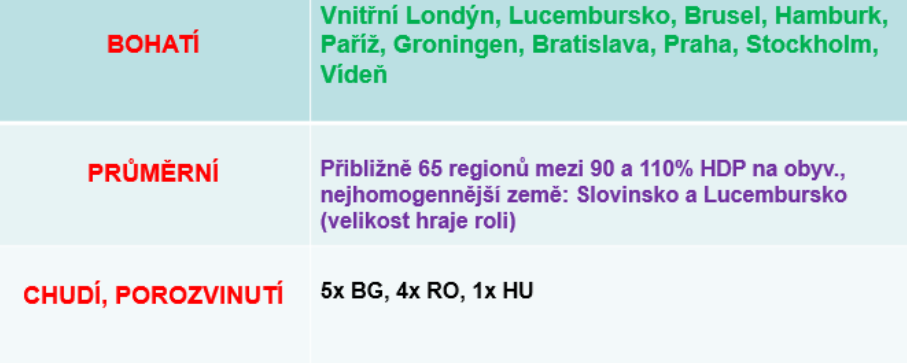 BOHATÍ
Vnitřní Londýn, Lucembursko, Brusel, Hamburk,
Paříž, Groningen, Bratislava, Praha, Stockholm,
Vídeň
PRŮMĚRNÍ
Přibližně 65 regionů mezi 90 a 110% HDP na obyv.,
nejhomogennější země: Slovinsko a Lucembursko
(velikost hraje roli)
CHUDÍ, POROZVINUTÍ
5x BG, 4x RO, 1x HU